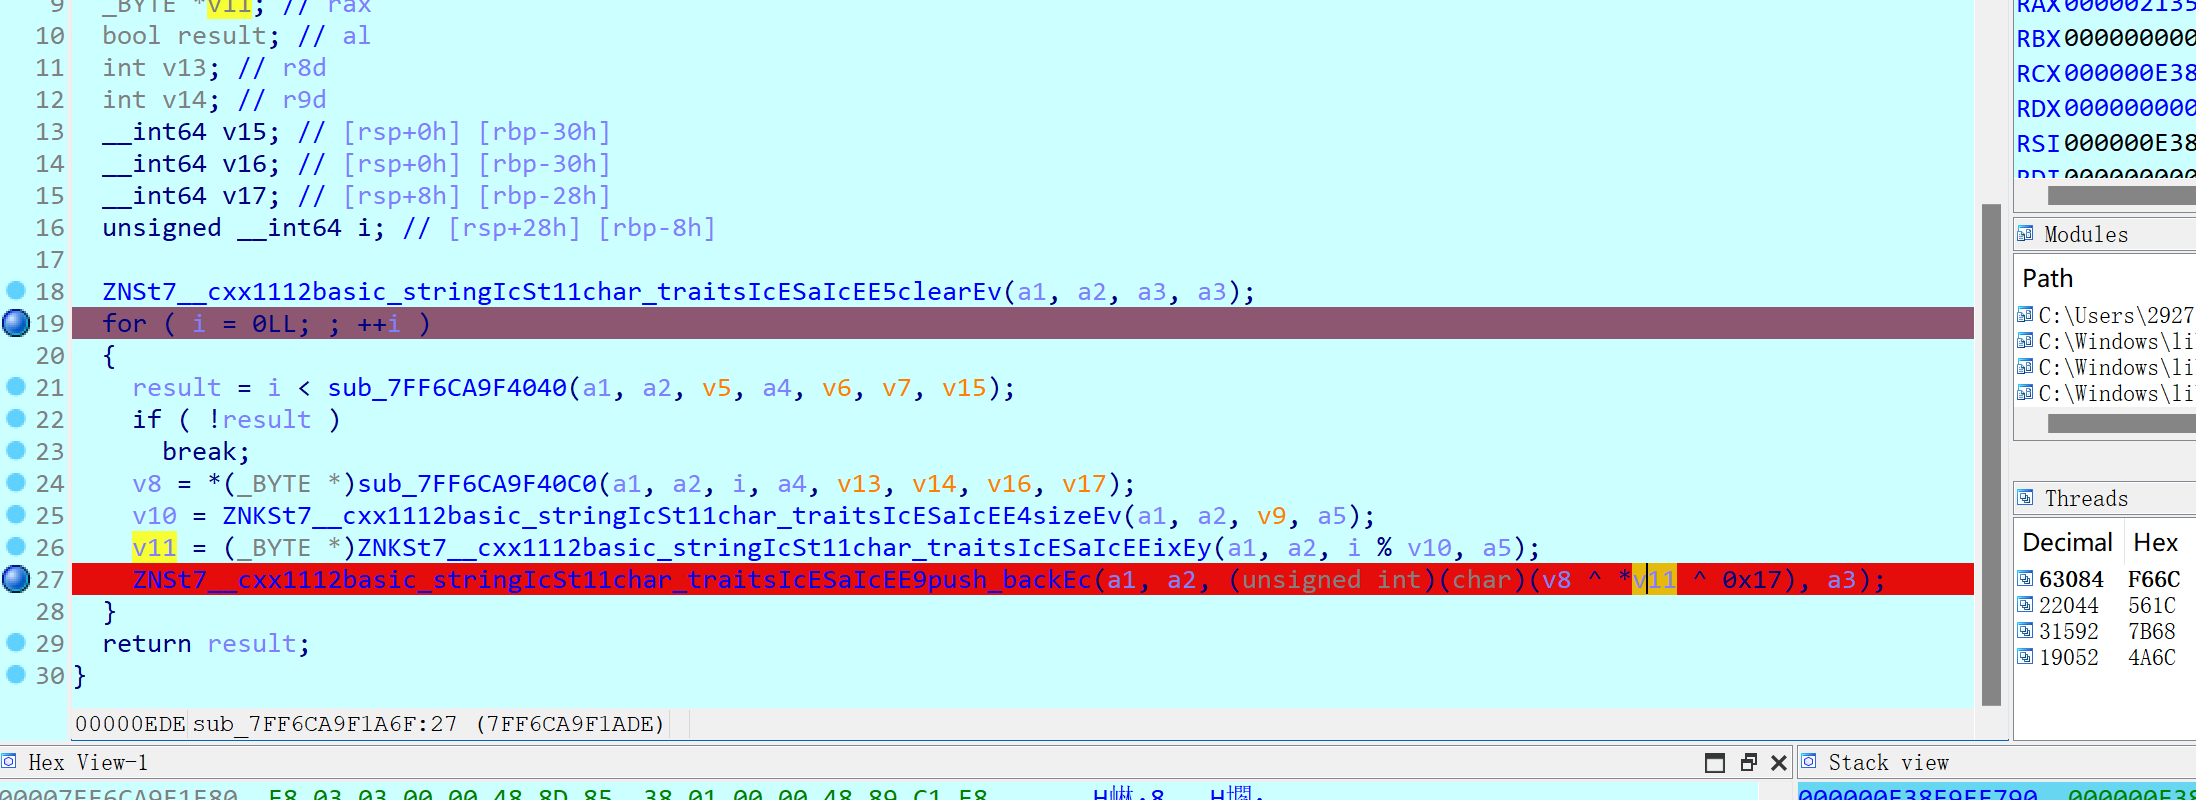 9 _BYTE *v11; // rax
10 bool result; // al
11 int v13; // r8d
12 int v14; // r9d
13 __int64 v15; // [rsp+0h] [rbp-30h]
14 __int64 v16; // [rsp+0h] [rbp-30h]
15 __int64 v17; // [rsp+8h] [rbp-28h]
16 unsigned __int64 i; // [rsp+28h] [rbp-8h]
17
18 ZNSt7__cxx1112basic_stringIcSt11char_traitsIcESaIcEE5clearEv(a1, a2, a3, a3);
19 for ( i = 0LL; ; ++i )
20 {
21 result = i < sub_7FF6CA9F4040(a1, a2, v5, a4, v6, v7, v15);
22 if ( !result )
23 break;
24 v8 = *(_BYTE *)sub_7FF6CA9F40C0(a1, a2, i, a4, v13, v14, v16, v17);
25 v10 = ZNKSt7__cxx1112basic_stringIcSt11char_traitsIcESaIcEE4sizeEv(a1, a2, v9, a5);
26 v11 = (_BYTE *)ZNKSt7__cxx1112basic_stringIcSt11char_traitsIcESaIcEEixEy(a1, a2, i % v10, a5);
27 ZNSt7__cxx1112basic_stringIcSt11char_traitsIcESaIcEE9push_backEc(a1, a2, (unsigned int)(char)(v8 ^ *v11 ^ 0x17), a3);
28 }
29 return result;
30 }
00000EDE sub_7FF6CA9F1A6F:27 (7FF6CA9F1ADE)
RAX 000002135
RBX 000000000
RCX 000000E38
RDX 000000000
RSI 000000E38
RDI 000000000
Modules
Path
C:\Users\2927
C:\Windows\li
C:\Windows\li
C:\Windows\li
Threads
Decimal Hex
63084 F66C
22044 561C
31592 7B68
19052 4A6C
Hex View-1
00007FF6CA9F1F80 E8 03 03 00 00 48 8D 85 38 01 00 00 48 89 C1 E8
Stack view
000000E38E9EE790 000000E38